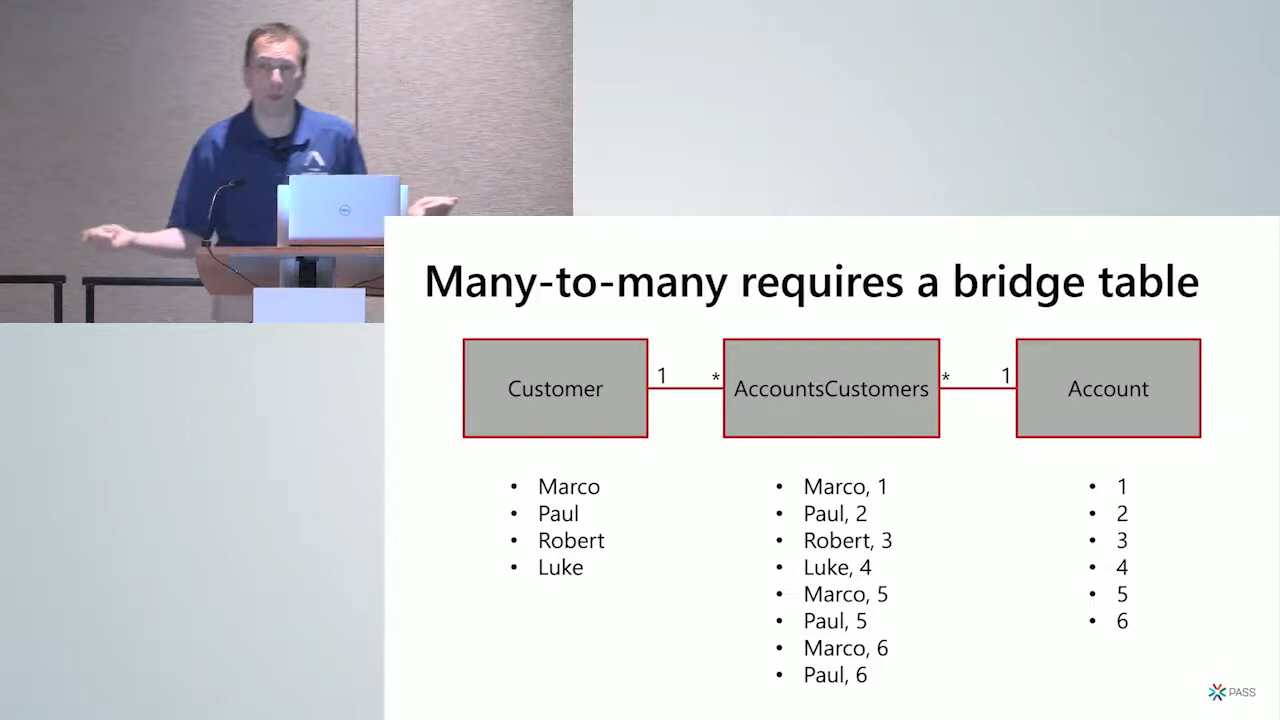 Many-to-many requires a bridge table
Customer
1
*
AccountsCustomers
*
1
Account
• Marco
• Paul
• Robert
• Luke
• Marco, 1
• Paul, 2
• Robert, 3
• Luke, 4
• Marco, 5
• Paul, 5
• Marco, 6
• Paul, 6
• 1
• 2
• 3
• 4
• 5
• 6
PASS